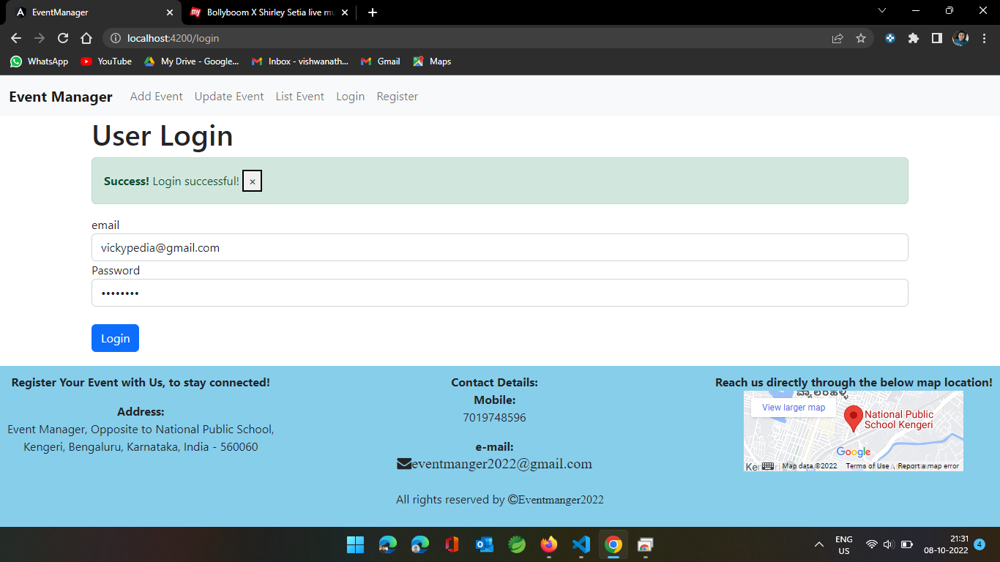 EventManager
Bollyboom X Shirley Setia live mu
localhost:4200/login
WhatsApp
YouTube
My Drive - Google...
Inbox - vishwanath...
Gmail
Maps
Event Manager
Add Event
Update Event
List Event
Login
Register
User Login
Success! Login successful! ×
email
vickypedia@gmail.com
Password
••••••••
Login
Register Your Event with Us, to stay connected!
Address:
Event Manager, Opposite to National Public School,
Kengeri, Bengaluru, Karnataka, India - 560060
Contact Details:
Mobile:
7019748596
e-mail:
eventmanger2022@gmail.com
All rights reserved by ©Eventmanger2022
Reach us directly through the below map location!
View larger map
National Public
School Kengeri
Google
Map data ©2022
Terms of Use
Report a map error
ENG
US
21:31
08-10-2022
4